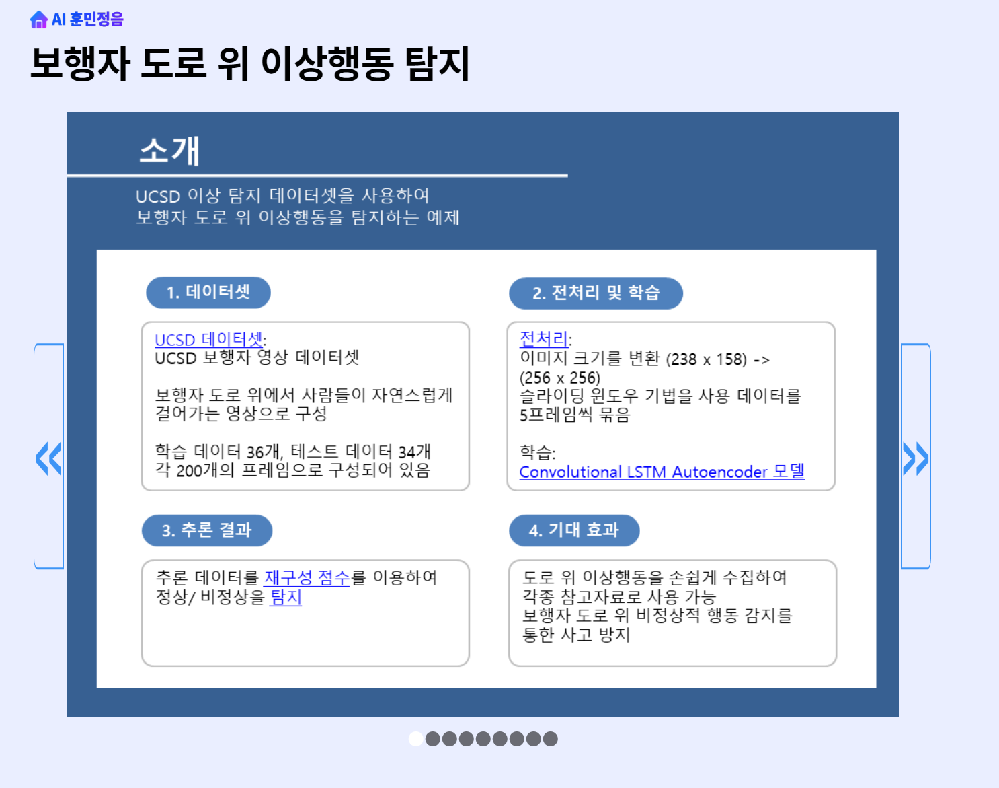 AI 훈민정음
보행자 도로 위 이상행동 탐지
소개
UCSD 이상 탐지 데이터셋을 사용하여
보행자 도로 위 이상행동을 탐지하는 예제
1. 데이터셋
UCSD 데이터셋:
UCSD 보행자 영상 데이터셋
보행자 도로 위에서 사람들이 자연스럽게
걸어가는 영상으로 구성
학습 데이터 36개, 테스트 데이터 34개
각 200개의 프레임으로 구성되어 있음
2. 전처리 및 학습
전처리:
이미지 크기를 변환 (238 x 158) ->
(256 x 256)
슬라이딩 윈도우 기법을 사용 데이터를
5프레임씩 묶음
학습:
Convolutional LSTM Autoencoder 모델
3. 추론 결과
추론 데이터를 재구성 점수를 이용하여
정상/ 비정상을 탐지
4. 기대 효과
도로 위 이상행동을 손쉽게 수집하여
각종 참고자료로 사용 가능
보행자 도로 위 비정상적 행동 감지를
통한 사고 방지